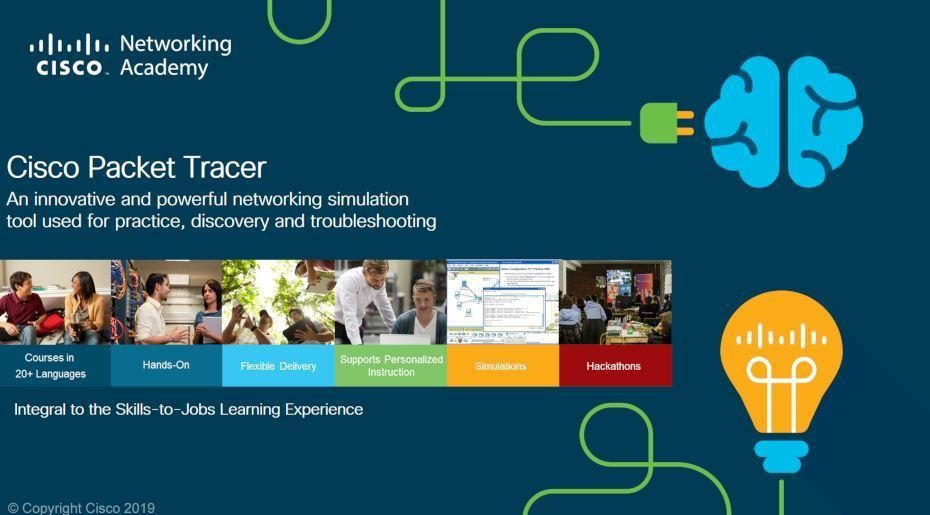 Networking
CISCO Academy
Cisco Packet Tracer
An innovative and powerful networking simulation
tool used for practice, discovery and troubleshooting
Courses in
20+ Languages
Hands-On
Flexible Delivery
Supports Personalized
Instruction
Simulations
Hackathons
Integral to the Skills-to-Jobs Learning Experience
© Copyright Cisco 2019